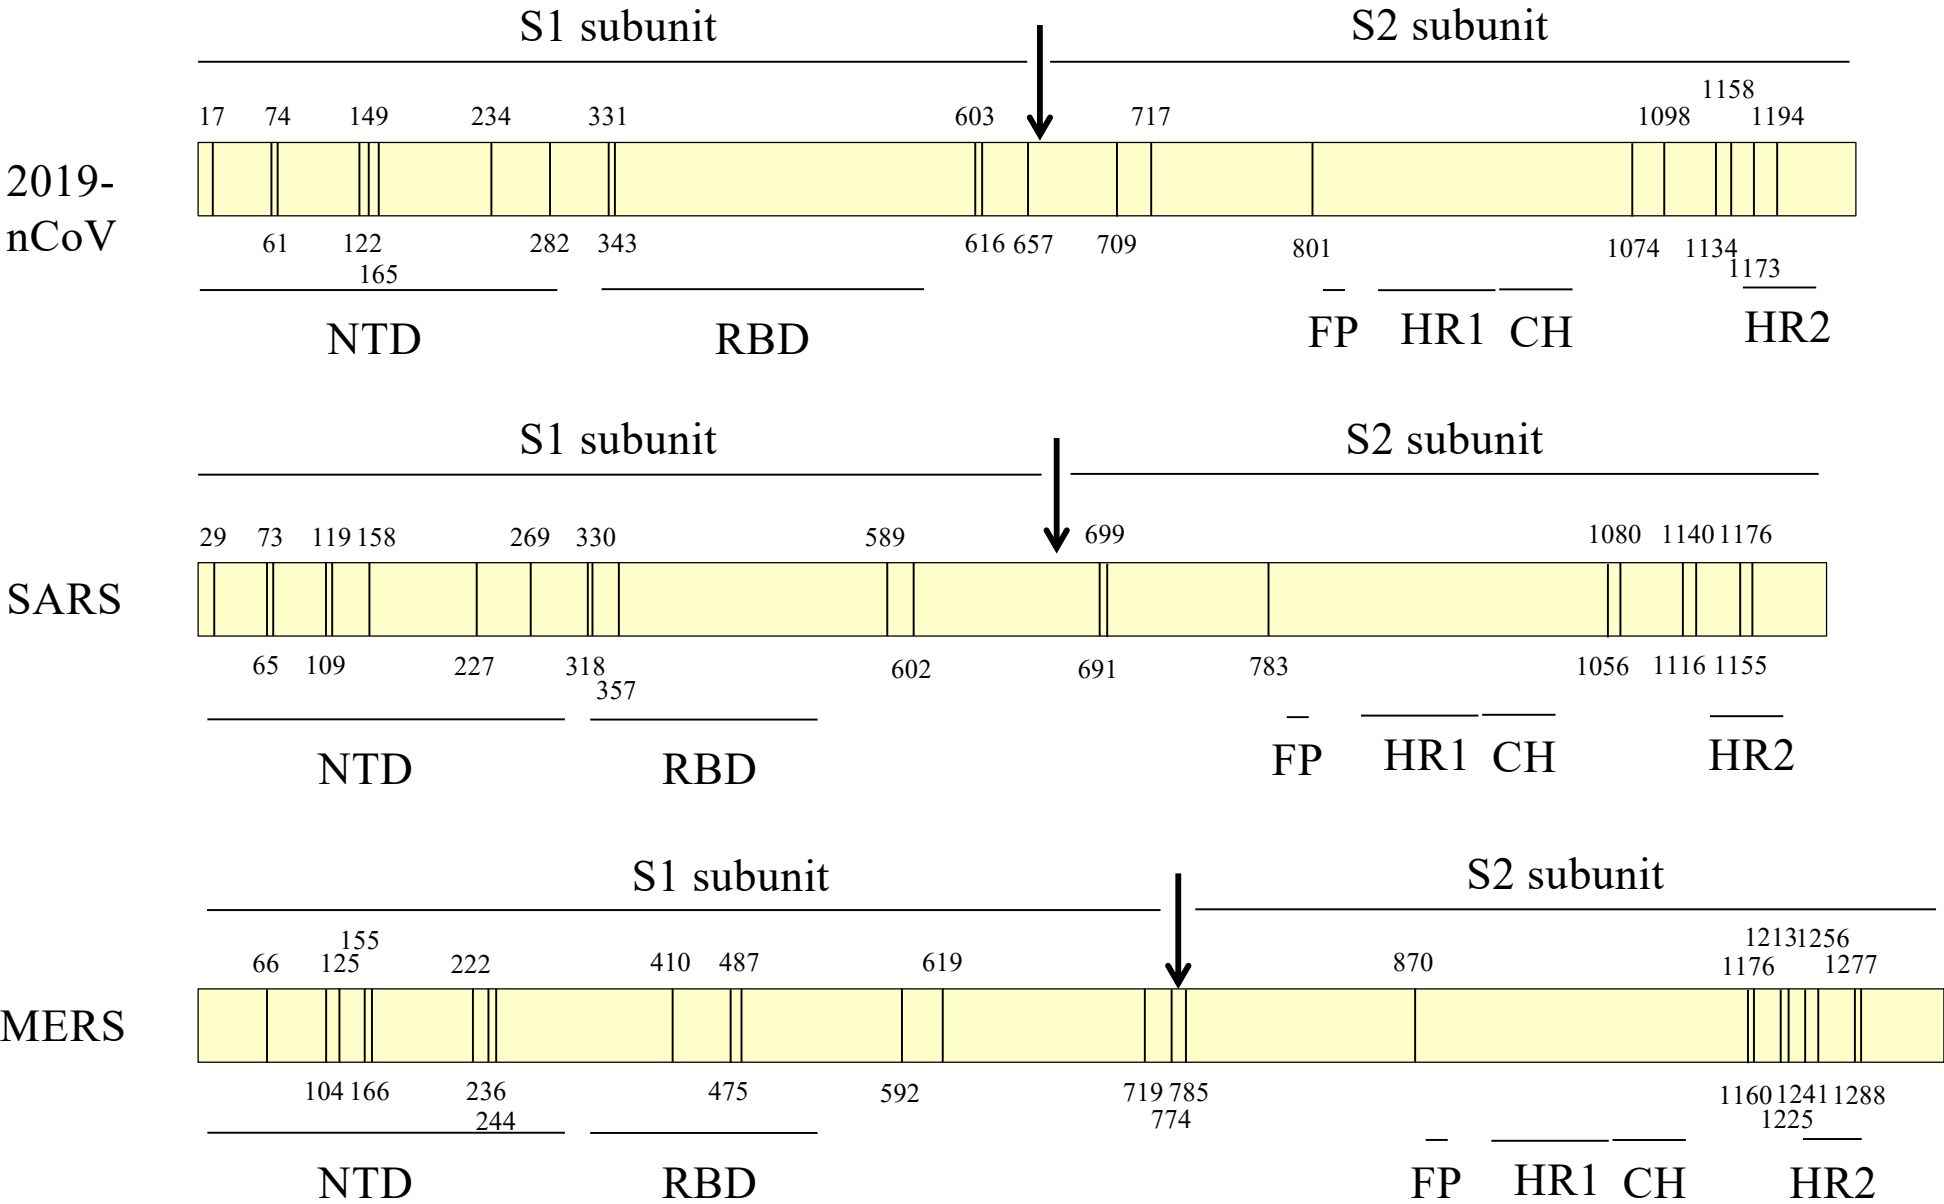 S1 subunit S2 subunit
1158
17 74 149 234 331 603 717 1098 1194
2019-
nCoV
61 122 282 343 616 657 709 801 1074 1134
165 1173
NTD RBD FP HR1 CH HR2
S1 subunit S2 subunit
29 73 119 158 269 330 589 699 1080 1140 1176
SARS
65 109 227 318 602 691 783 1056 1116 1155
357
NTD RBD FP HR1 CH HR2
S1 subunit S2 subunit
155 1213 1256
66 125 222 410 487 619 870 1176 1277
MERS
104 166 236 475 592 719 785 1160 1241 1288
244 774 1225
NTD RBD FP HR1 CH HR2